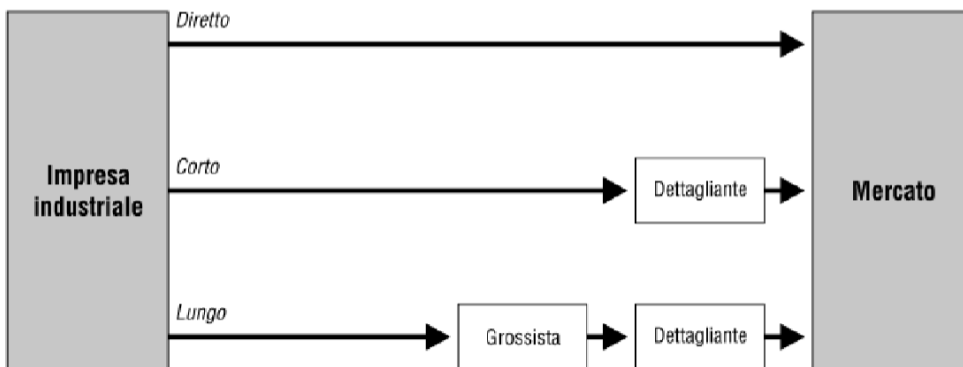 Diretto
Impresa
industriale
Corto
Dettagliante
Mercato
Lungo
Grossista
Dettagliante